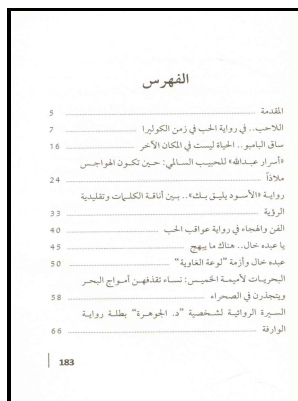 الفهرس
المقدمة 5
اللاحب.. في رواية الحب في زمن الكوليرا 7
ساق البامبو.. الحياة ليست في المكان الآخر 16
«أسرار عبدالله» للحبيب السالمي: حين تكون الهواجس
ملاذاً 24
رواية «الأسود يليق بك».. بين أناقة الكلمات وتقليدية
الرؤية 33
الفن والهجاء في رواية عواقب الحب 40
يا عبده خال.. هناك ما يبهج 45
عبده خال وأزمة "لوعة الغاوية" 50
البحريات لأميمة الخميس: نساء تقذفهن أمواج البحر
ويتجذرن في الصحراء 58
السيرة الروائية لشخصية "د. الجوهرة" بطلة رواية
الوارفة 66
183